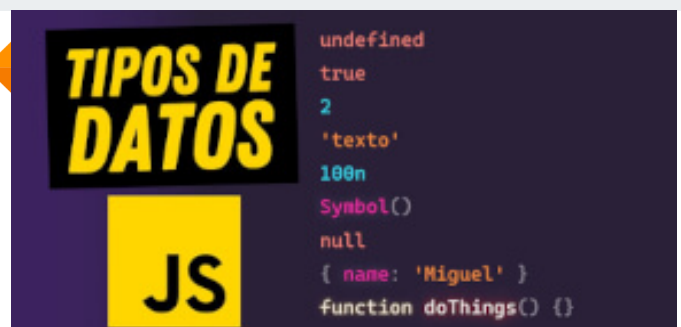 TIPOS DE
DATOS
JS
undefined
true
2
'texto'
100n
Symbol()
null
{ name: 'Miguel' }
function doThings() {}